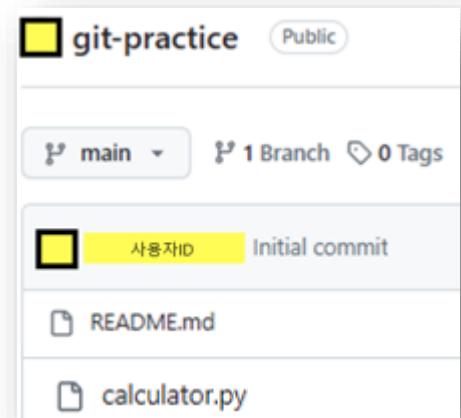 git-practice Public
main 1 Branch 0 Tags
사용자ID Initial commit
README.md
calculator.py